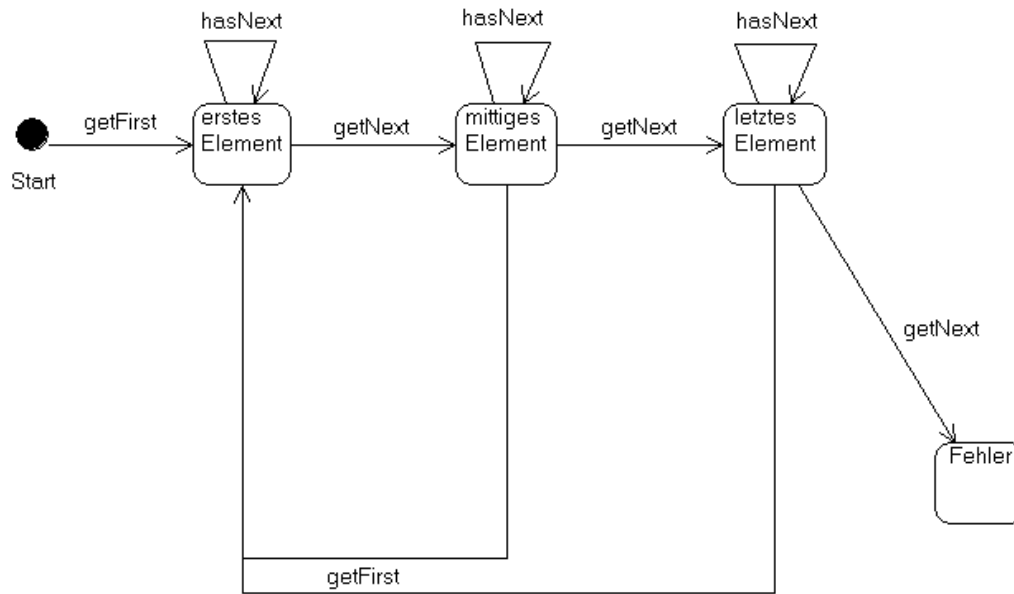 hasNext
hasNext
hasNext
getFirst
erstes
Element
getNext
mittiges
Element
getNext
letztes
Element
Start
getNext
Fehler
getFirst